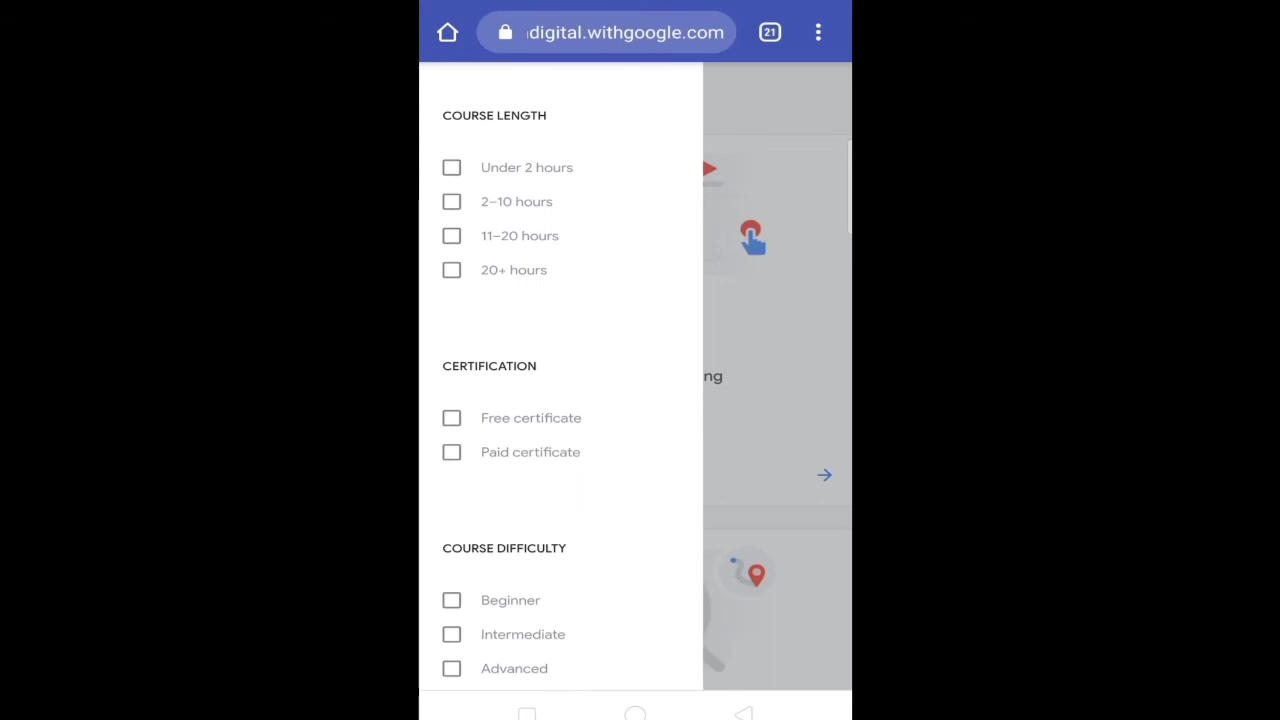 digital.withgoogle.com
21
COURSE LENGTH
Under 2 hours
2–10 hours
11–20 hours
20+ hours
CERTIFICATION
Free certificate
Paid certificate
ng
COURSE DIFFICULTY
Beginner
Intermediate
Advanced